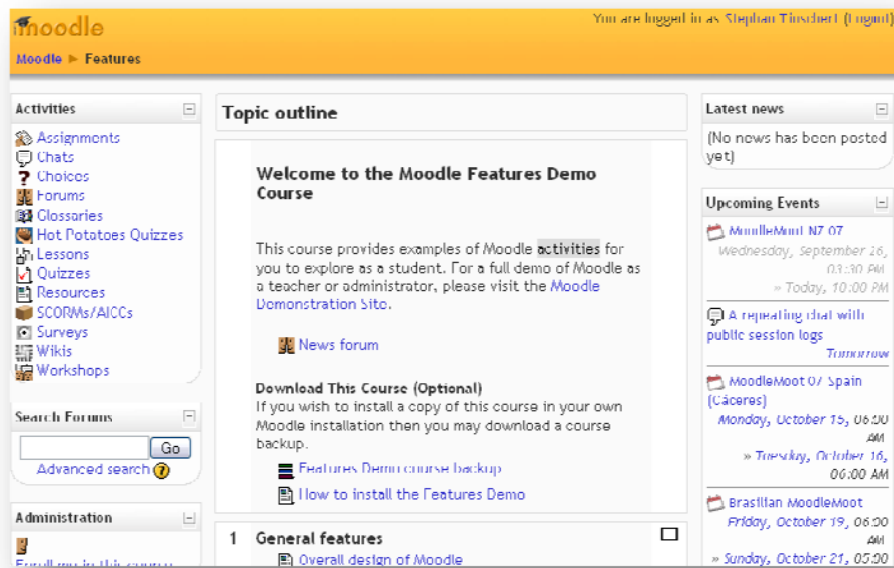 moodle
You are logged in as Stephan Tinschert (Logout)
Moodle ► Features
Activities
Assignments
Chats
Choices
Forums
Glossaries
Hot Potatoes Quizzes
Lessons
Quizzes
Resources
SCORMs/AICCs
Surveys
Wikis
Workshops
Search Forums
Go
Advanced search ?
Administration
Enroll me in this course
Topic outline
Welcome to the Moodle Features Demo
Course
This course provides examples of Moodle activities for
you to explore as a student. For a full demo of Moodle as
a teacher or administrator, please visit the Moodle
Demonstration Site.
News forum
Download This Course (Optional)
If you wish to install a copy of this course in your own
Moodle installation then you may download a course
backup.
Features Demo course backup
How to install the Features Demo
1 General features
Overall design of Moodle
Latest news
(No news has been posted
yet)
Upcoming Events
MoodleMoot NZ 07
Wednesday, September 26,
03:30 PM
» Today, 10:00 PM
A repeating chat with
public session logs
Tomorrow
MoodleMoot 07 Spain
(Cáceres)
Monday, October 15, 06:00
AM
» Tuesday, October 16,
06:00 AM
Brasilian MoodleMoot
Friday, October 19, 06:00
AM
» Sunday, October 21, 05:00